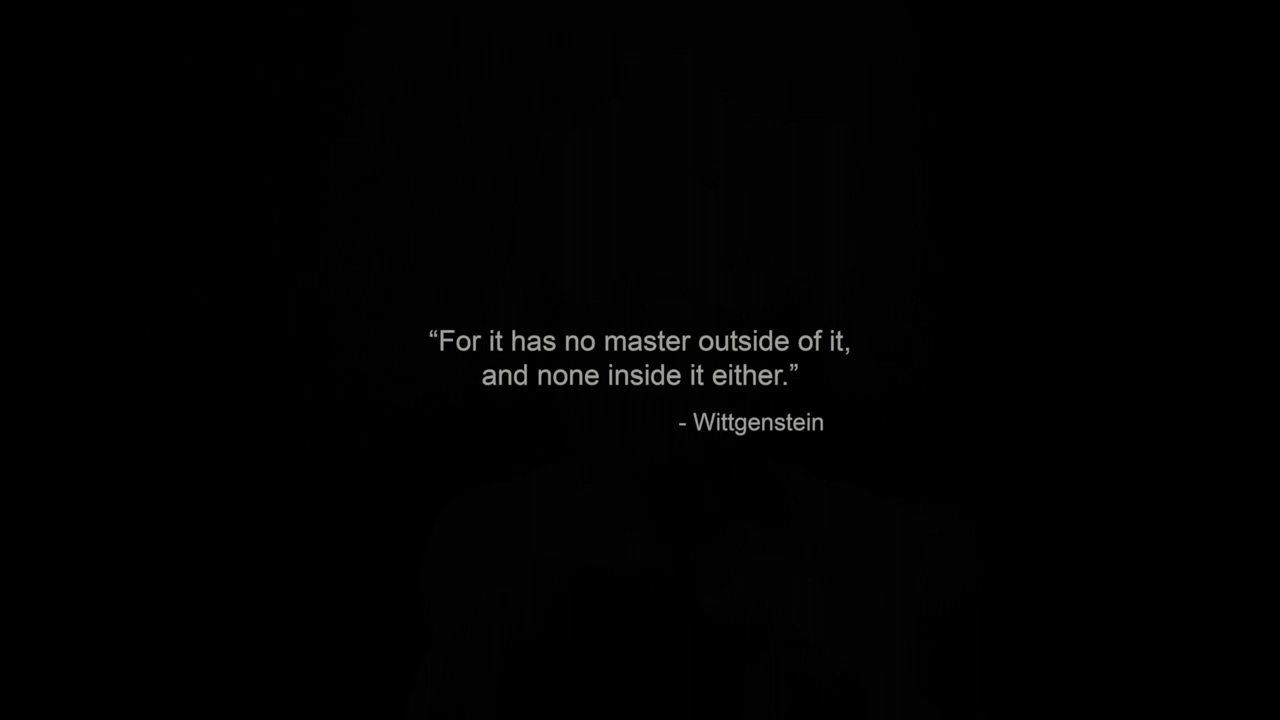 “For it has no master outside of it,
and none inside it either.”
- Wittgenstein